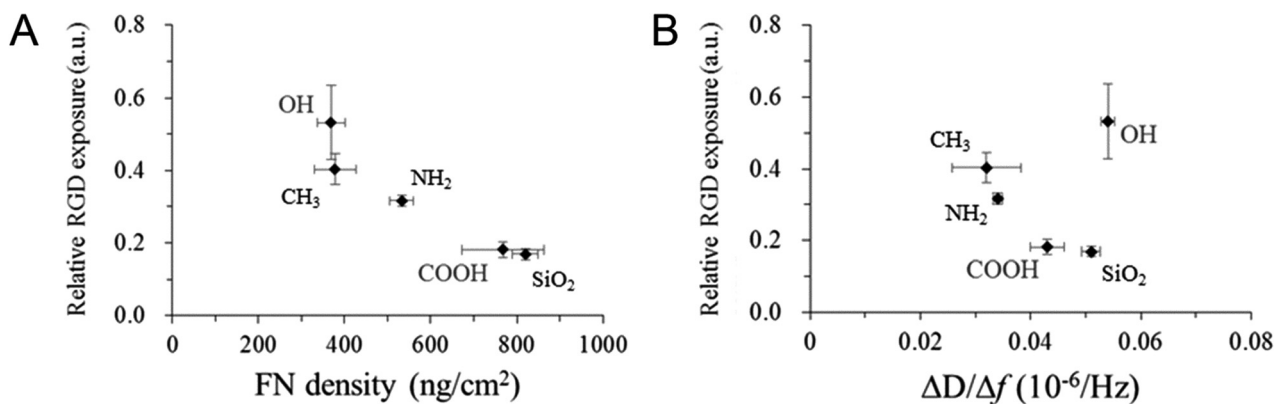 A
Relative RGD exposure (a.u.)
0.8
0.6
0.4
0.2
0.0
OH
CH₃
NH₂
COOH
SiO₂
0 200 400 600 800 1000
FN density (ng/cm²)
B
Relative RGD exposure (a.u.)
0.8
0.6
0.4
0.2
0.0
CH₃
OH
NH₂
COOH
SiO₂
0 0.02 0.04 0.06 0.08
ΔD/Δf (10⁻⁶/Hz)